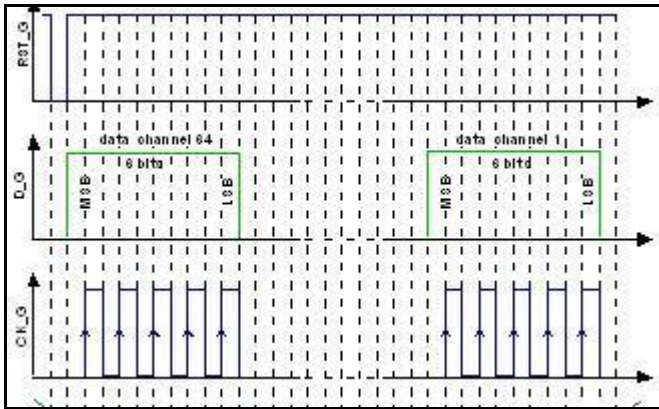 RST_G
data channel 64
6 bits
MSB
LSB
data channel 1
6 bits
MSB
LSB
D_G
CK_G